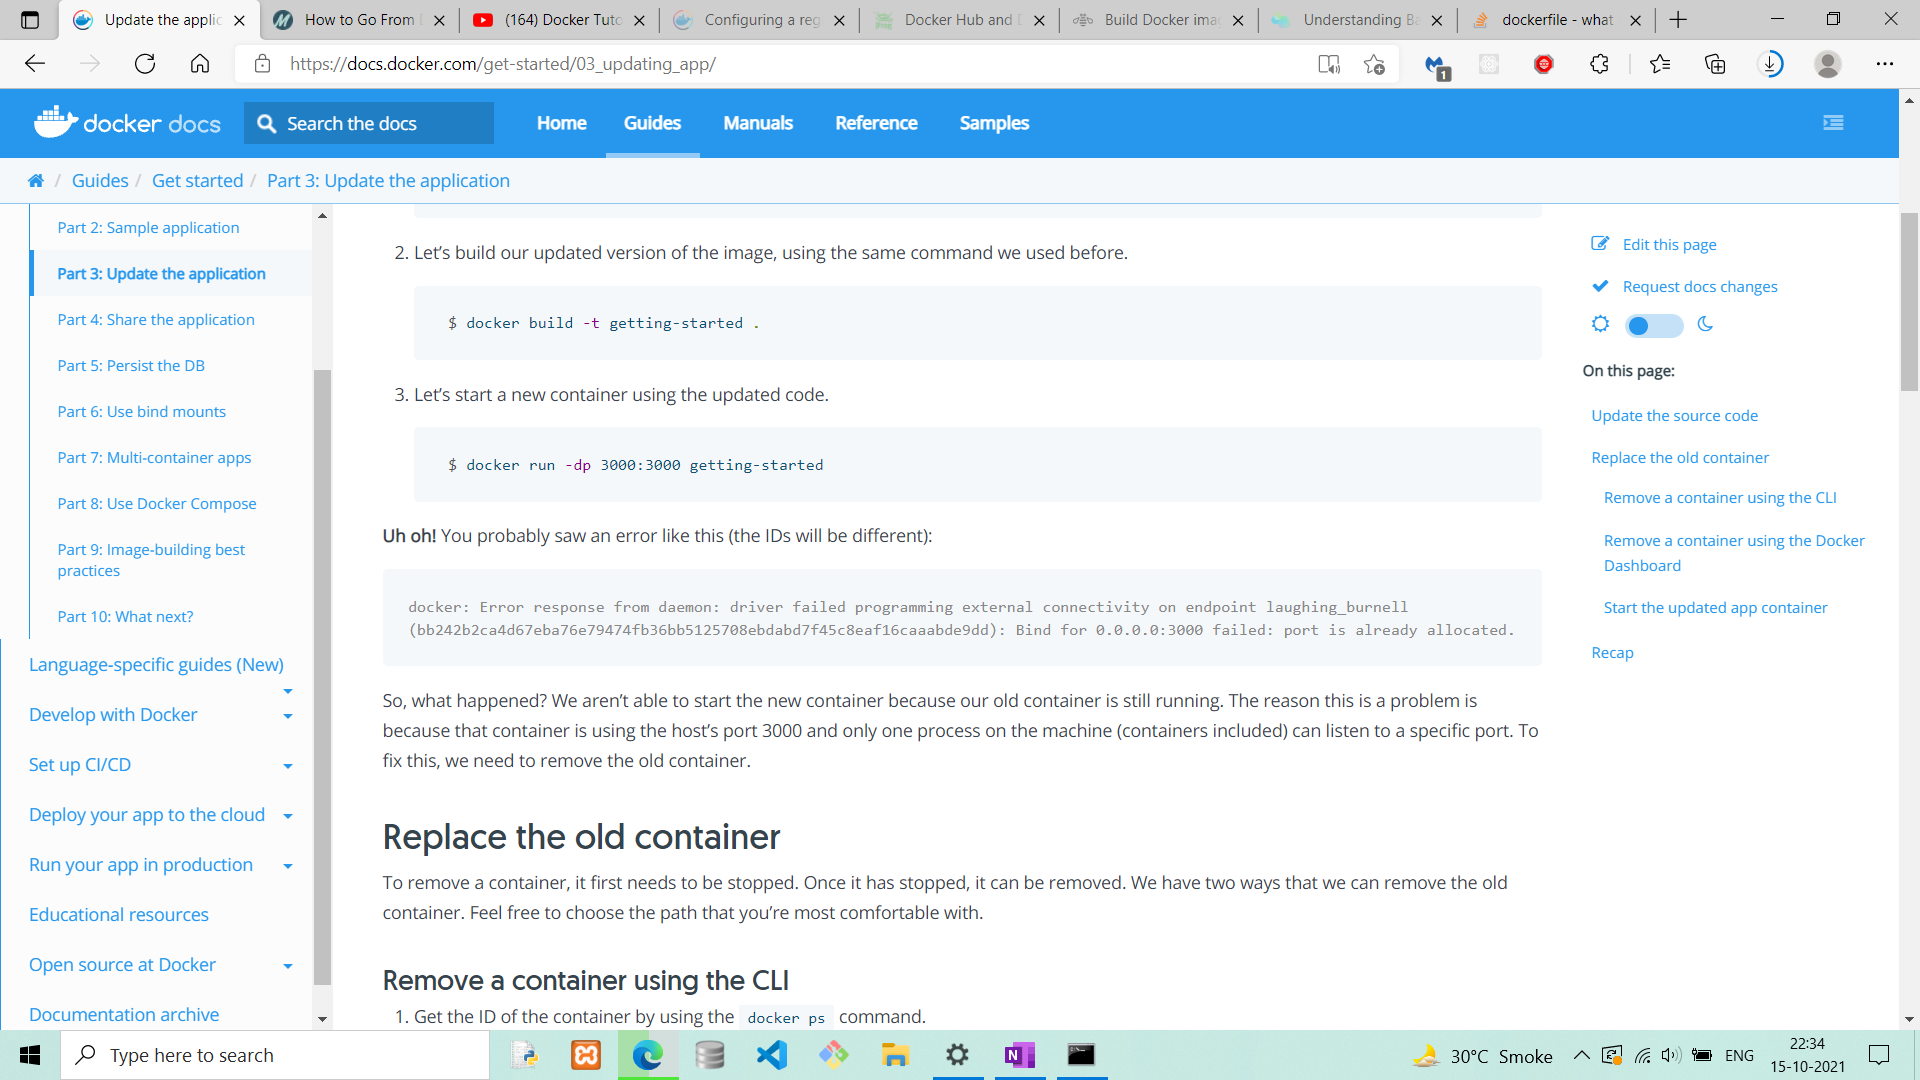 Update the applic
How to Go From
(164) Docker Tuto
Configuring a reg
Docker Hub and
Build Docker ima
Understanding Ba
dockerfile - what
https://docs.docker.com/get-started/03_updating_app/
1
docker docs
Search the docs
Home
Guides
Manuals
Reference
Samples
/ Guides / Get started / Part 3: Update the application
Part 2: Sample application
Part 3: Update the application
Part 4: Share the application
Part 5: Persist the DB
Part 6: Use bind mounts
Part 7: Multi-container apps
Part 8: Use Docker Compose
Part 9: Image-building best
practices
Part 10: What next?
Language-specific guides (New)
Develop with Docker
Set up CI/CD
Deploy your app to the cloud
Run your app in production
Educational resources
Open source at Docker
Documentation archive
2. Let’s build our updated version of the image, using the same command we used before.
$ docker build -t getting-started .
3. Let’s start a new container using the updated code.
$ docker run -dp 3000:3000 getting-started
Uh oh! You probably saw an error like this (the IDs will be different):
docker: Error response from daemon: driver failed programming external connectivity on endpoint laughing_burnell
(bb242b2ca4d67eba76e79474fb36bb5125708ebdabd7f45c8eaf16caaabde9dd): Bind for 0.0.0.0:3000 failed: port is already allocated.
So, what happened? We aren’t able to start the new container because our old container is still running. The reason this is a problem is
because that container is using the host’s port 3000 and only one process on the machine (containers included) can listen to a specific port. To
fix this, we need to remove the old container.
Replace the old container
To remove a container, it first needs to be stopped. Once it has stopped, it can be removed. We have two ways that we can remove the old
container. Feel free to choose the path that you’re most comfortable with.
Remove a container using the CLI
1. Get the ID of the container by using the docker ps command.
Edit this page
Request docs changes
On this page:
Update the source code
Replace the old container
Remove a container using the CLI
Remove a container using the Docker
Dashboard
Start the updated app container
Recap
Type here to search
30°C Smoke
ENG
22:34
15-10-2021